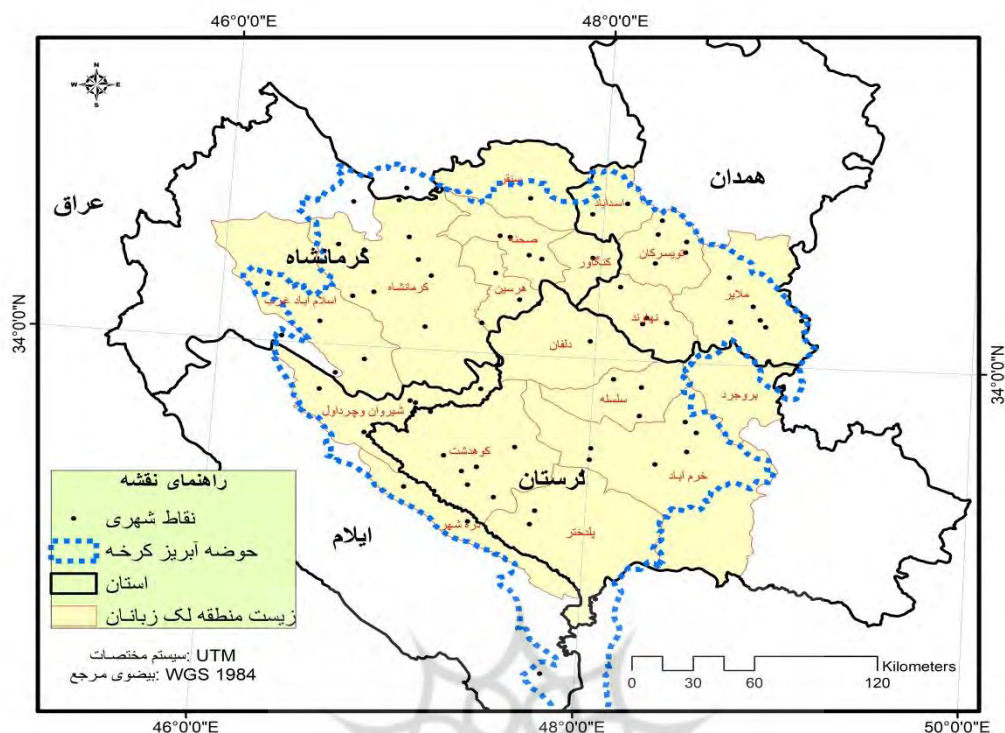 46°0'0"E
48°0'0"E
N
W E
S
همدان
عراق
سنقر
اسدآباد
صحنه
تویسرکان
کنگاور
کرمانشاه
کرمانشاه
هرسین
ملایر
اسلام آباد غرب
نهاوند
34°0'0"N
34°0'0"N
دلفان
بروجرد
سلسله
شیروان وچرداول
کوهدشت
خرم آباد
لرستان
ایلام
دره شهر
پلدختر
راهنمای نقشه
نقاط شهری
حوضه آبریز کرخه
استان
زیست منطقه لک زبانان
سیستم مختصات: UTM
بیضوی مرجع: WGS 1984
Kilometers
0 30 60 120
46°0'0"E
48°0'0"E
50°0'0"E